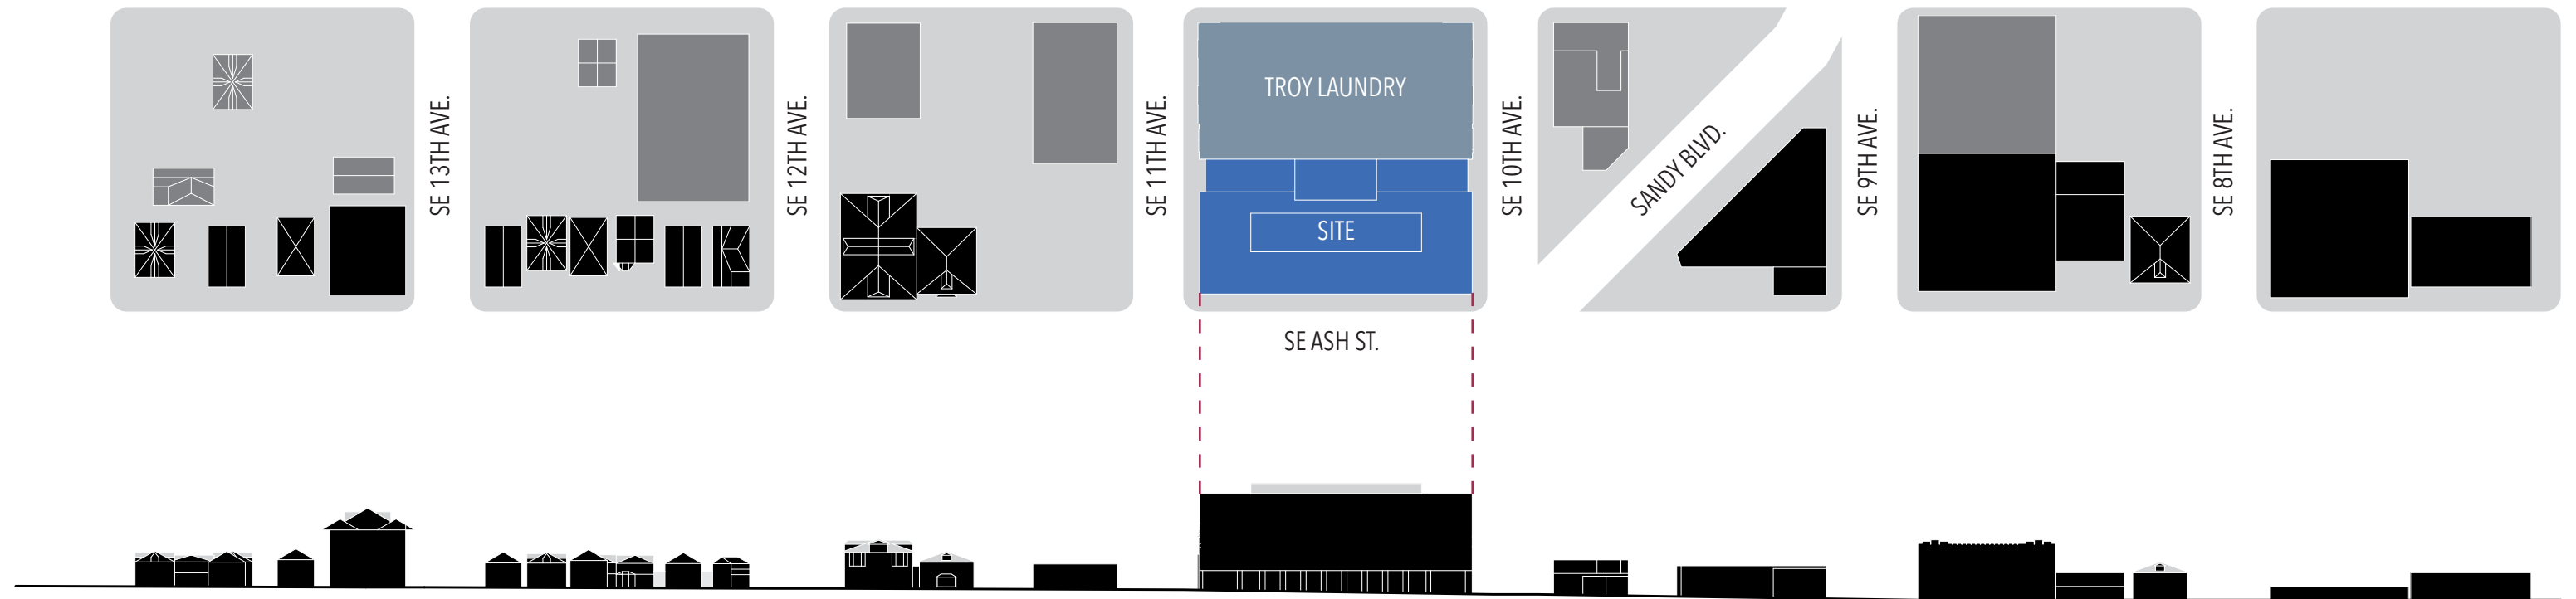 SE 13TH AVE.
SE 12TH AVE.
SE 11TH AVE.
TROY LAUNDRY
SITE
SE 10TH AVE.
SANDY BLVD.
SE 9TH AVE.
SE 8TH AVE.
SE ASH ST.